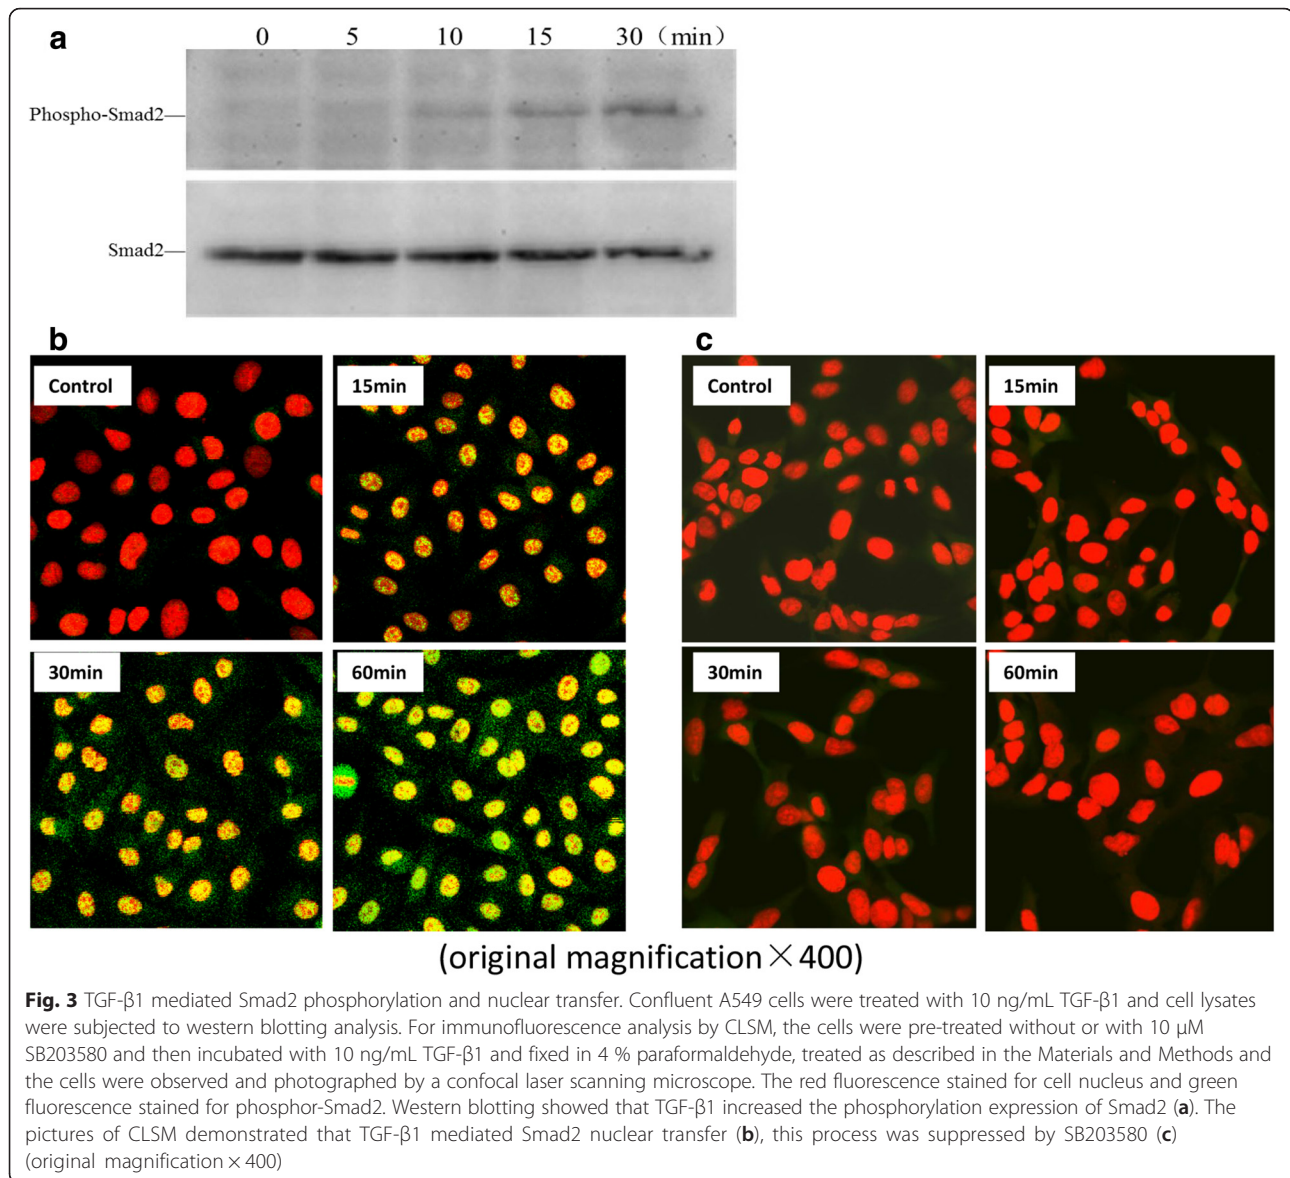 a
0 5 10 15 30（min）
Phospho-Smad2
Smad2
b
Control
15min
30min
60min
c
Control
15min
30min
60min
(original magnification × 400)
Fig. 3 TGF-β1 mediated Smad2 phosphorylation and nuclear transfer. Confluent A549 cells were treated with 10 ng/mL TGF-β1 and cell lysates
were subjected to western blotting analysis. For immunofluorescence analysis by CLSM, the cells were pre-treated without or with 10 μM
SB203580 and then incubated with 10 ng/mL TGF-β1 and fixed in 4 % paraformaldehyde, treated as described in the Materials and Methods and
the cells were observed and photographed by a confocal laser scanning microscope. The red fluorescence stained for cell nucleus and green
fluorescence stained for phosphor-Smad2. Western blotting showed that TGF-β1 increased the phosphorylation expression of Smad2 (a). The
pictures of CLSM demonstrated that TGF-β1 mediated Smad2 nuclear transfer (b), this process was suppressed by SB203580 (c)
(original magnification × 400)